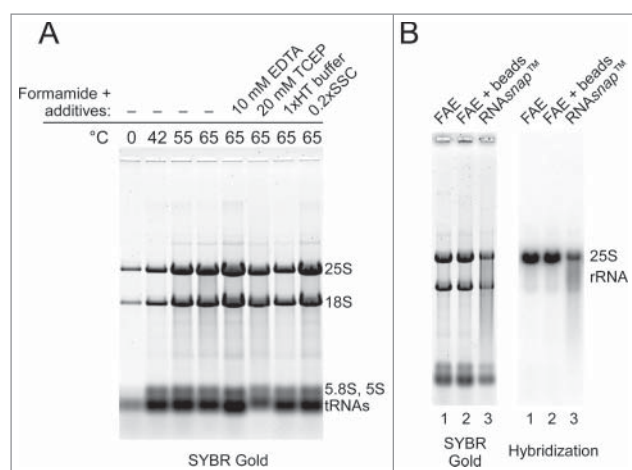 A
Formamide +
additives:
– – – – 10 mM EDTA 20 mM TCEP 1xHT buffer 0.2xSSC
°C 0 42 55 65 65 65 65 65
25S
18S
5.8S, 5S
tRNAs
SYBR Gold
B
FAE FAE + beads RNAsnap™ FAE FAE + beads RNAsnap™
25S
rRNA
1 2 3 1 2 3
SYBR
Gold
Hybridization